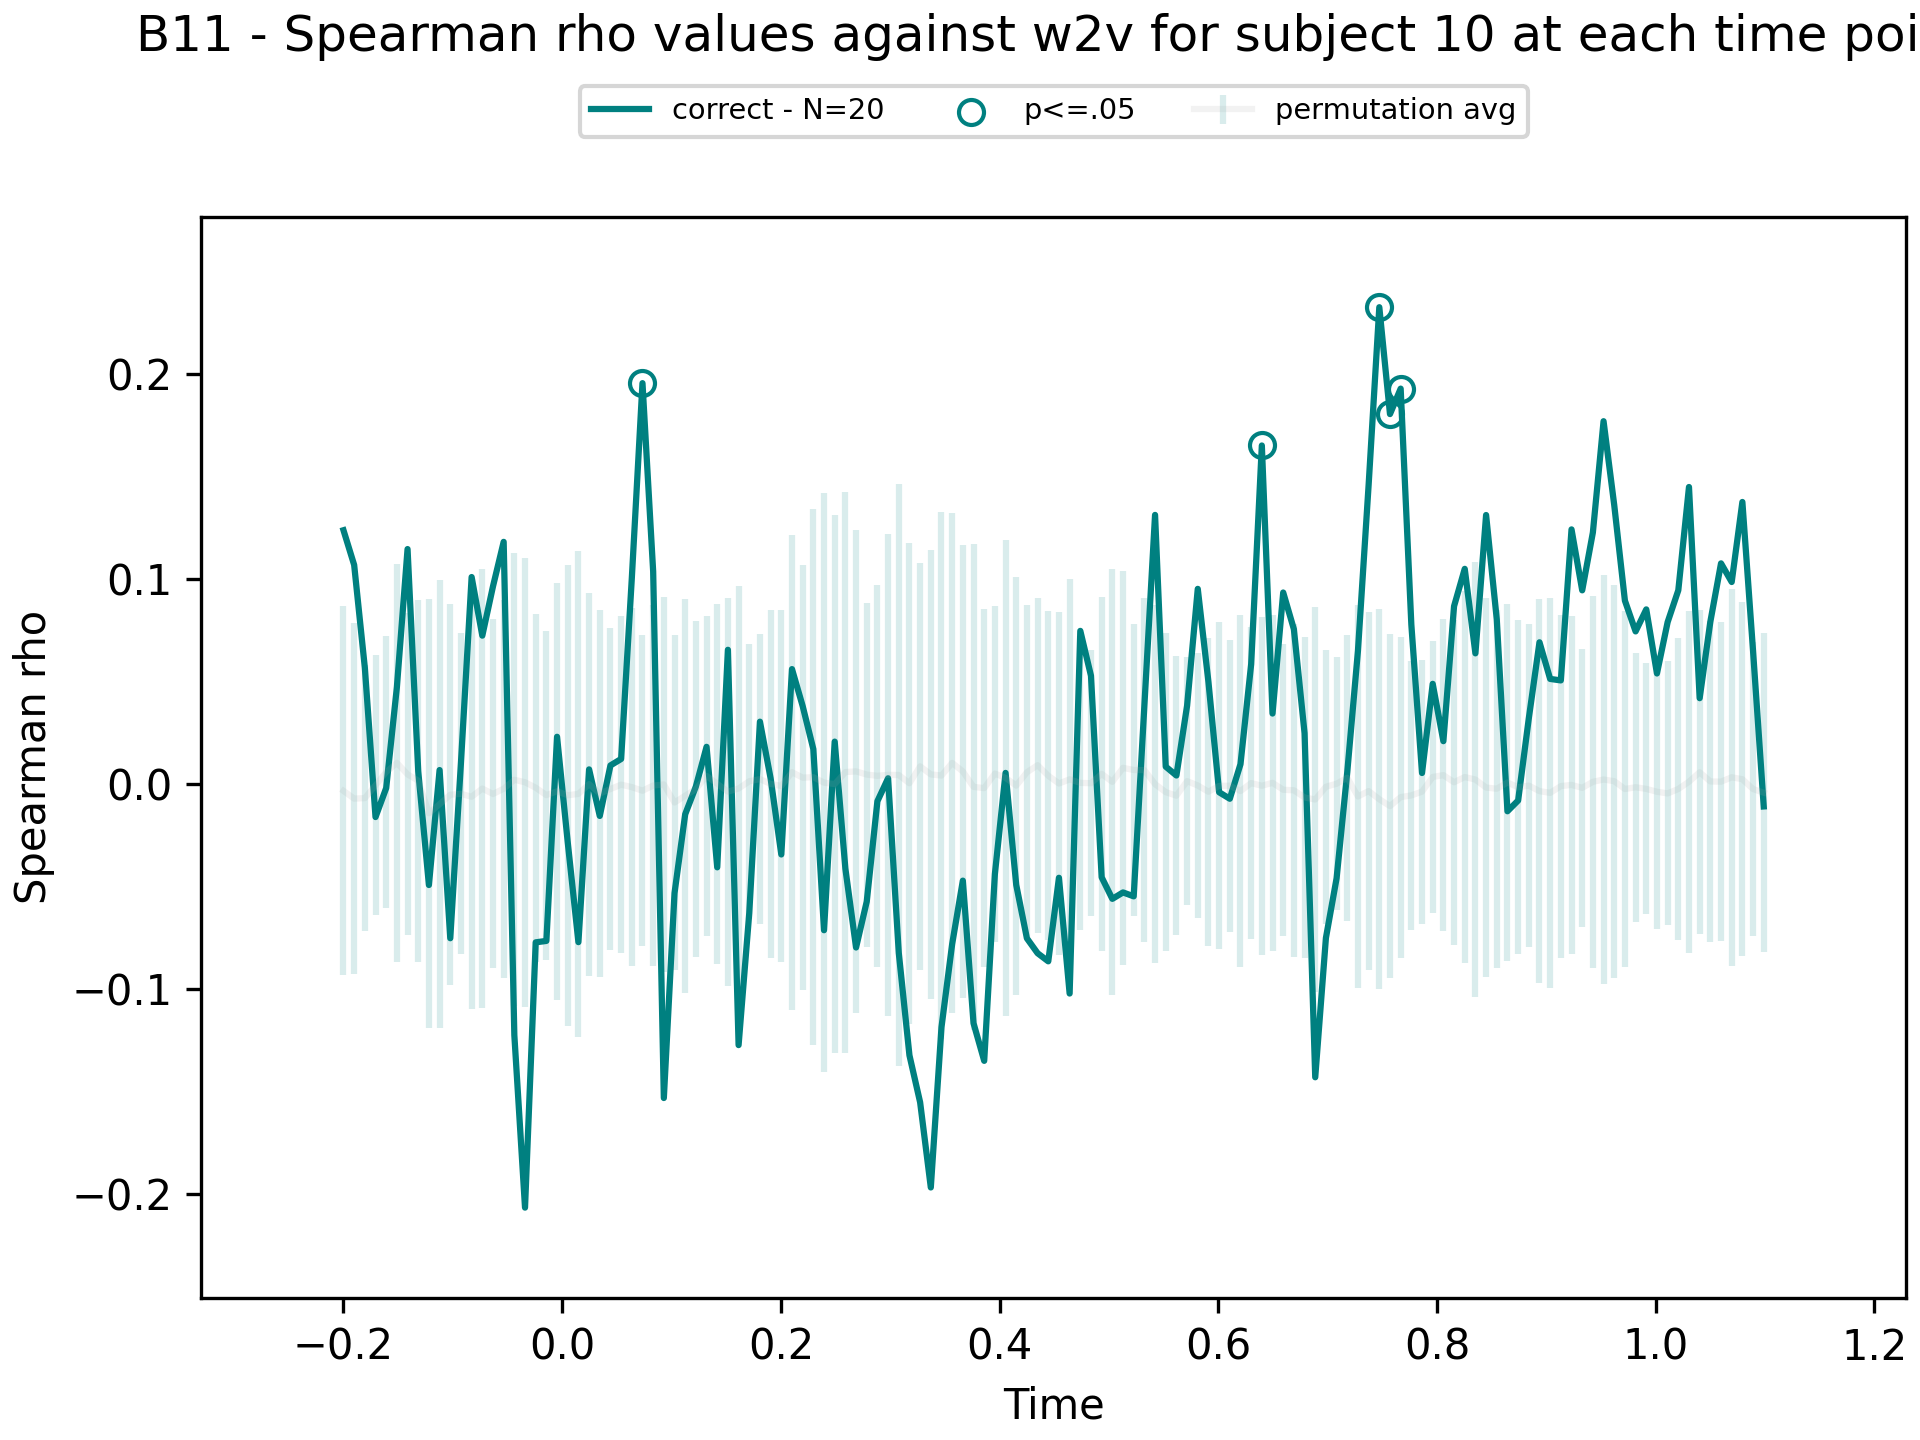 B11 - Spearman rho values against w2v for subject 10 at each time poi
correct - N=20 p<=.05 permutation avg
Spearman rho
0.2
0.1
0.0
−0.1
−0.2
−0.2 0.0 0.2 0.4 0.6 0.8 1.0 1.2
Time